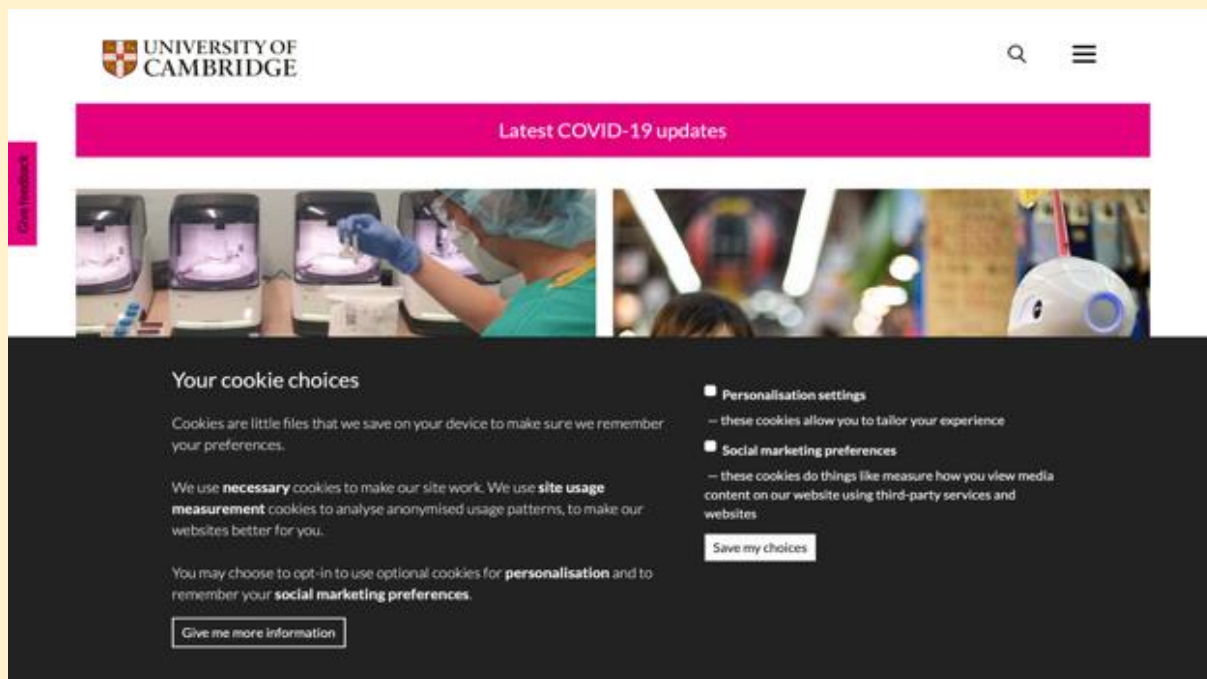 UNIVERSITY OF
CAMBRIDGE
Latest COVID-19 updates
Give feedback
Your cookie choices
Cookies are little files that we save on your device to make sure we remember
your preferences.
We use necessary cookies to make our site work. We use site usage
measurement cookies to analyse anonymised usage patterns, to make our
websites better for you.
You may choose to opt-in to use optional cookies for personalisation and to
remember your social marketing preferences.
Give me more information
Personalisation settings
— these cookies allow you to tailor your experience
Social marketing preferences
— these cookies do things like measure how you view media
content on our website using third-party services and
websites
Save my choices